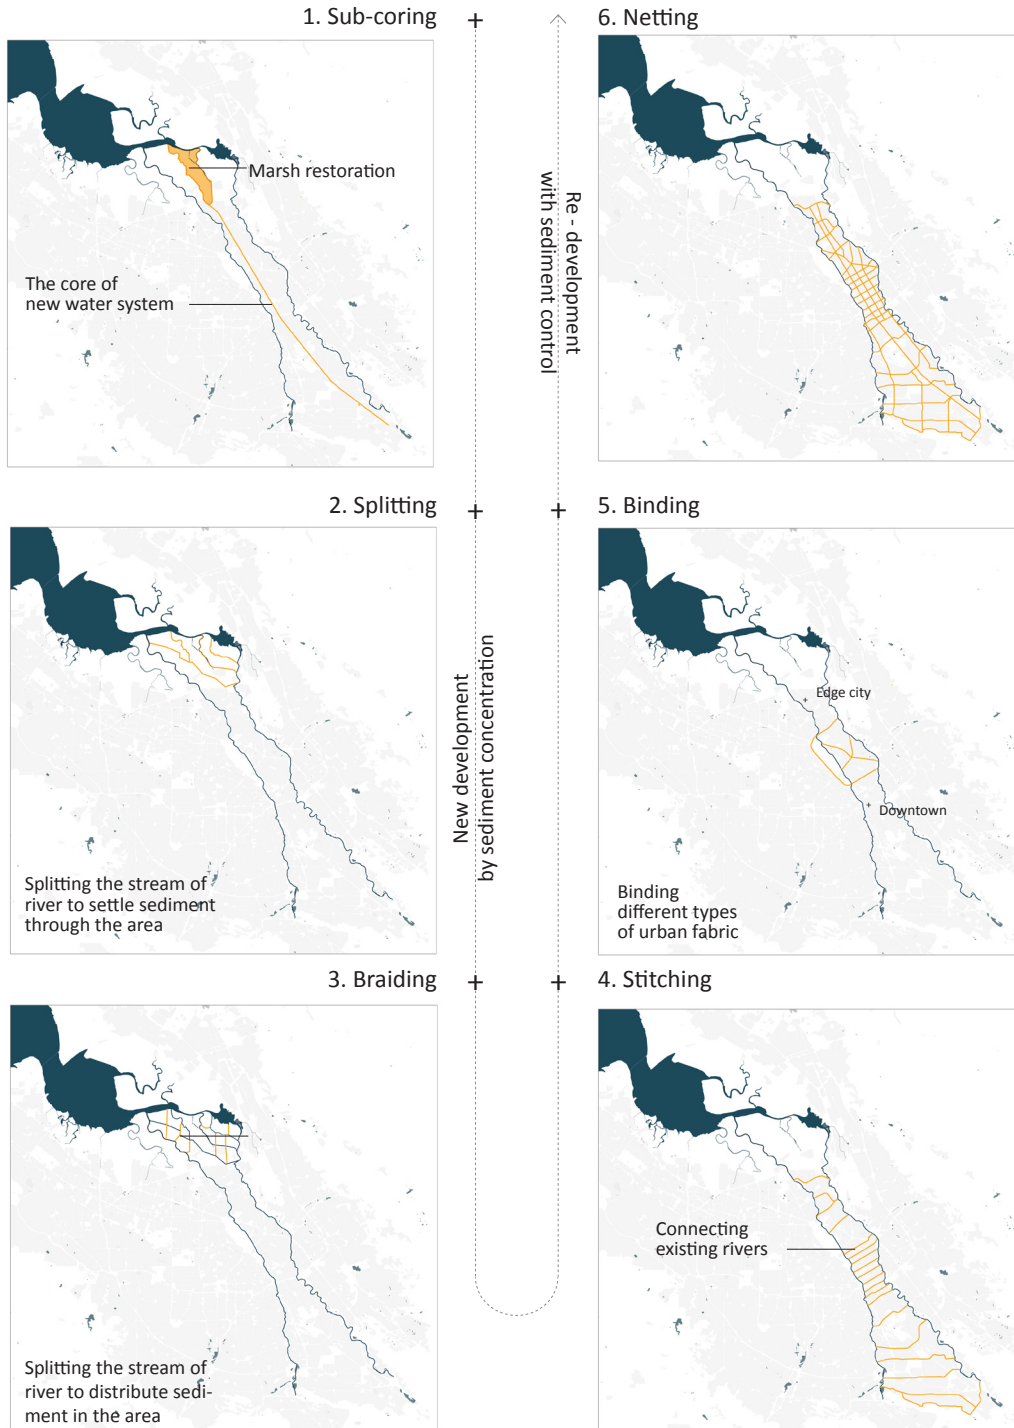 1. Sub-coring
Marsh restoration
The core of
new water system
2. Splitting
Splitting the stream of
river to settle sediment
through the area
3. Braiding
Splitting the stream of
river to distribute sedi-
ment in the area
New development
by sediment concentration
Re - development
with sediment control
6. Netting
5. Binding
Edge city
Downtown
Binding
different types
of urban fabric
4. Stitching
Connecting
existing rivers